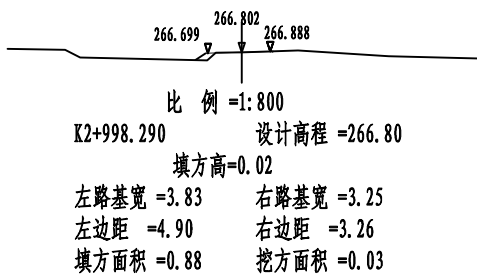 266.802
266.699 266.888
比 例 =1:800
K2+998.290 设计高程 =266.80
填方高=0.02
左路基宽 =3.83 右路基宽 =3.25
左边距 =4.90 右边距 =3.26
填方面积 =0.88 挖方面积 =0.03